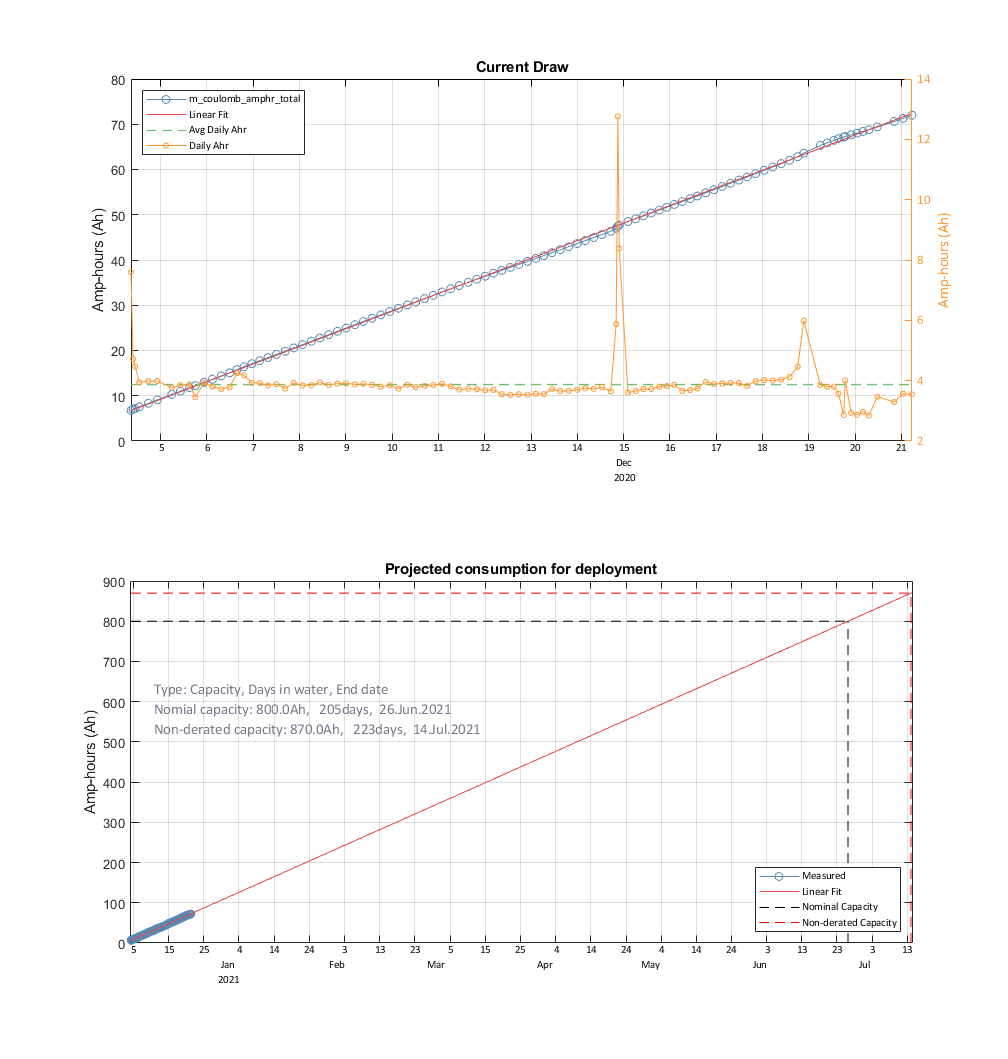 Current Draw
80
70
60
50
40
30
20
10
0
Amp-hours (Ah)
m_coulomb_amphr_total
Linear Fit
Avg Daily Ahr
Daily Ahr
14
12
10
8
6
4
2
Amp-hours (Ah)
5 6 7 8 9 10 11 12 13 14 15 16 17 18 19 20 21
Dec
2020
Projected consumption for deployment
900
800
700
600
500
400
300
200
100
0
Amp-hours (Ah)
Type: Capacity, Days in water, End date
Nomial capacity: 800.0Ah, 205days, 26.Jun.2021
Non-derated capacity: 870.0Ah, 223days, 14.Jul.2021
Measured
Linear Fit
Nominal Capacity
Non-derated Capacity
5 15 25 4 14 24 3 13 23 5 15 25 4 14 24 4 14 24 3 13 23 3 13
Jan Feb Mar Apr May Jun Jul
2021